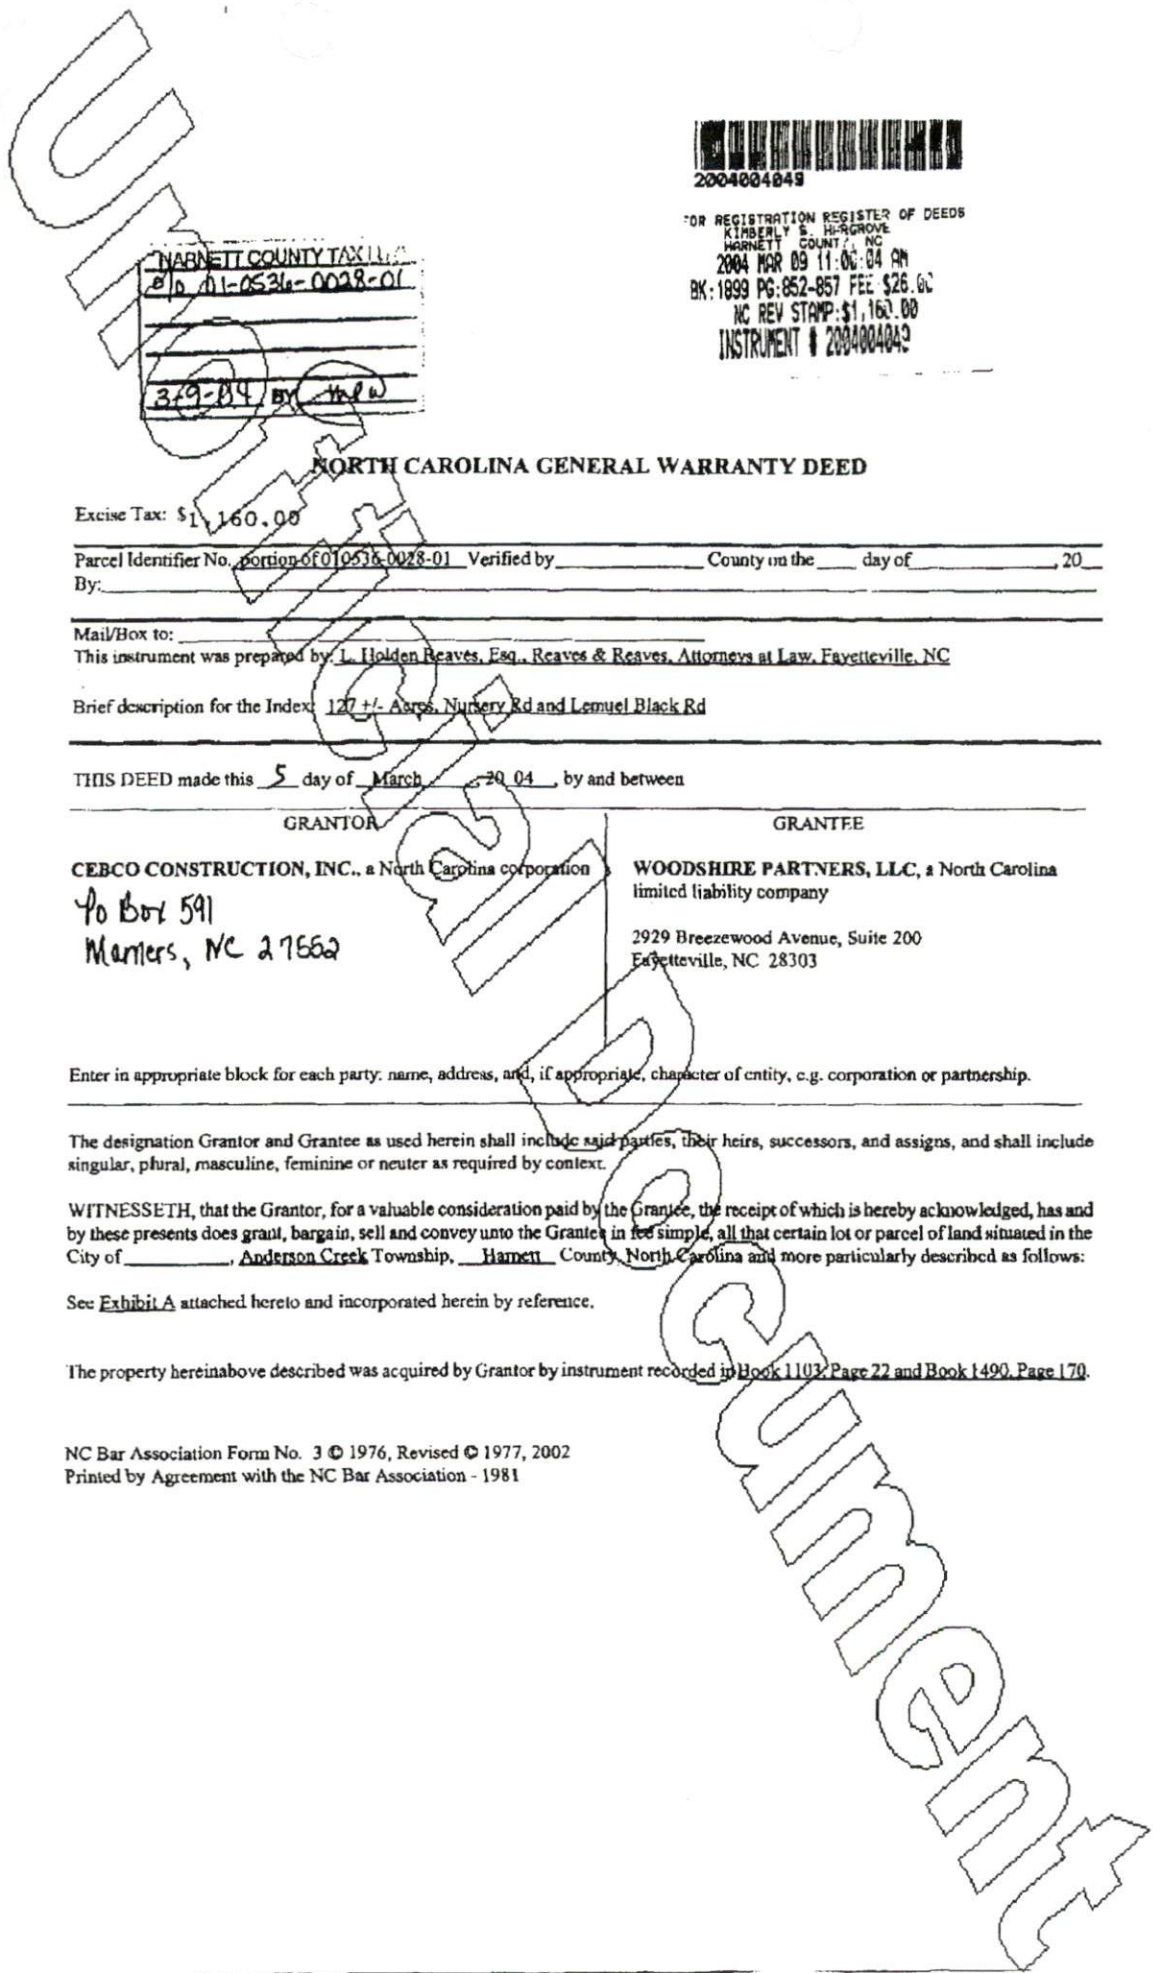 2004004049
FOR REGISTRATION REGISTER OF DEEDS
KIMBERLY S. HARGROVE
HARNETT COUNTY, NC
2004 MAR 09 11:00:04 AM
BK:1899 PG:852-857 FEE:$26.00
NC REV STAMP:$1,160.00
INSTRUMENT # 2004004049
HARNETT COUNTY TAX I.D.
01-0536-0028-01
3-9-04 BY
NORTH CAROLINA GENERAL WARRANTY DEED
Excise Tax: $1,160.00
Parcel Identifier No. portion of 010536-0028-01 Verified by ____ County on the ____ day of ____, 20__
By:
Mail/Box to:
This instrument was prepared by: L. Holden Reaves, Esq., Reaves & Reaves, Attorneys at Law, Fayetteville, NC
Brief description for the Index: 127 +/- Acres, Nursery Rd and Lemuel Black Rd
THIS DEED made this 5 day of March, 20 04, by and between
GRANTOR GRANTEE
CEBCO CONSTRUCTION, INC., a North Carolina corporation
Po Box 591
Mamers, NC 27552
WOODSHIRE PARTNERS, LLC, a North Carolina
limited liability company
2929 Breezewood Avenue, Suite 200
Fayetteville, NC 28303
Enter in appropriate block for each party: name, address, and, if appropriate, character of entity, e.g. corporation or partnership.
The designation Grantor and Grantee as used herein shall include said parties, their heirs, successors, and assigns, and shall include
singular, plural, masculine, feminine or neuter as required by context.
WITNESSETH, that the Grantor, for a valuable consideration paid by the Grantee, the receipt of which is hereby acknowledged, has and
by these presents does grant, bargain, sell and convey unto the Grantee in fee simple, all that certain lot or parcel of land situated in the
City of ____, Anderson Creek Township, Harnett County, North Carolina and more particularly described as follows:
See Exhibit A attached hereto and incorporated herein by reference.
The property hereinabove described was acquired by Grantor by instrument recorded in Book 1103, Page 22 and Book 1490, Page 170.
NC Bar Association Form No. 3 © 1976, Revised © 1977, 2002
Printed by Agreement with the NC Bar Association - 1981
Unofficial Document